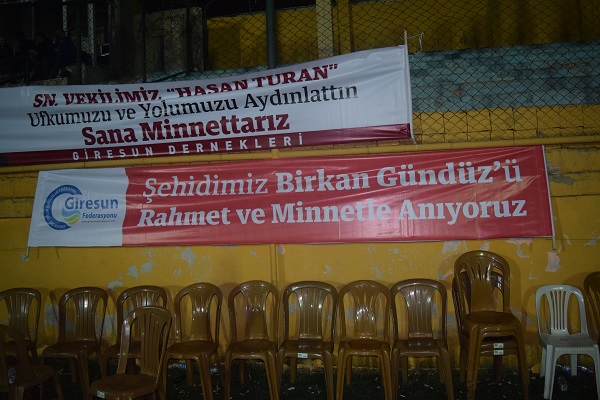 SN. VEKİLİMİZ, "HASAN TURAN"
Ufkumuzu ve Yolumuzu Aydınlattın
Sana Minnettarız
GİRESUN DERNEKLERİ
Giresun
Federasyonu
Şehidimiz Birkan Gündüz'ü
Rahmet ve Minnetle Anıyoruz